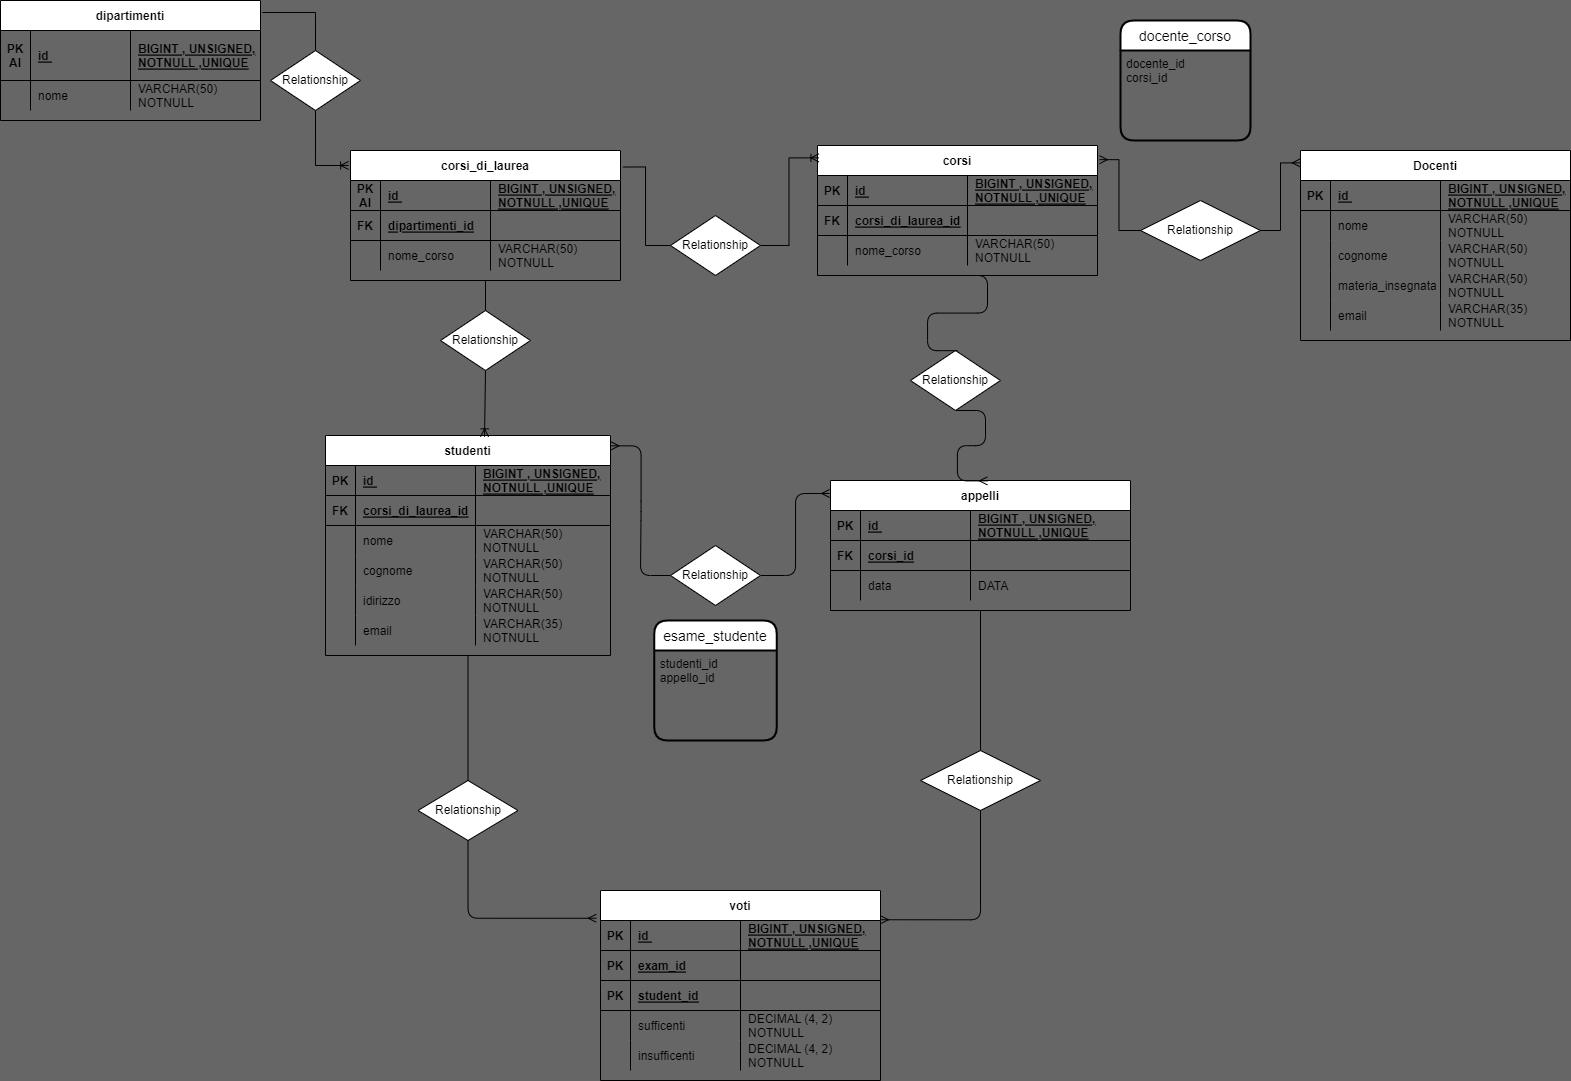 dipartimenti
PK
AI
id
BIGINT , UNSIGNED,
NOTNULL ,UNIQUE
nome
VARCHAR(50)
NOTNULL
Relationship
docente_corso
docente_id
corsi_id
corsi_di_laurea
PK
AI
id
BIGINT , UNSIGNED,
NOTNULL ,UNIQUE
FK
dipartimenti_id
nome_corso
VARCHAR(50)
NOTNULL
Relationship
corsi
PK
id
BIGINT , UNSIGNED,
NOTNULL ,UNIQUE
FK
corsi_di_laurea_id
nome_corso
VARCHAR(50)
NOTNULL
Relationship
Docenti
PK
id
BIGINT , UNSIGNED,
NOTNULL ,UNIQUE
nome
VARCHAR(50)
NOTNULL
cognome
VARCHAR(50)
NOTNULL
materia_insegnata
VARCHAR(50)
NOTNULL
email
VARCHAR(35)
NOTNULL
Relationship
Relationship
studenti
PK
id
BIGINT , UNSIGNED,
NOTNULL ,UNIQUE
FK
corsi_di_laurea_id
nome
VARCHAR(50)
NOTNULL
cognome
VARCHAR(50)
NOTNULL
idirizzo
VARCHAR(50)
NOTNULL
email
VARCHAR(35)
NOTNULL
Relationship
appelli
PK
id
BIGINT , UNSIGNED,
NOTNULL ,UNIQUE
FK
corsi_id
data
DATA
esame_studente
studenti_id
appello_id
Relationship
Relationship
voti
PK
id
BIGINT , UNSIGNED,
NOTNULL ,UNIQUE
PK
exam_id
PK
student_id
sufficenti
DECIMAL (4, 2)
NOTNULL
insufficenti
DECIMAL (4, 2)
NOTNULL